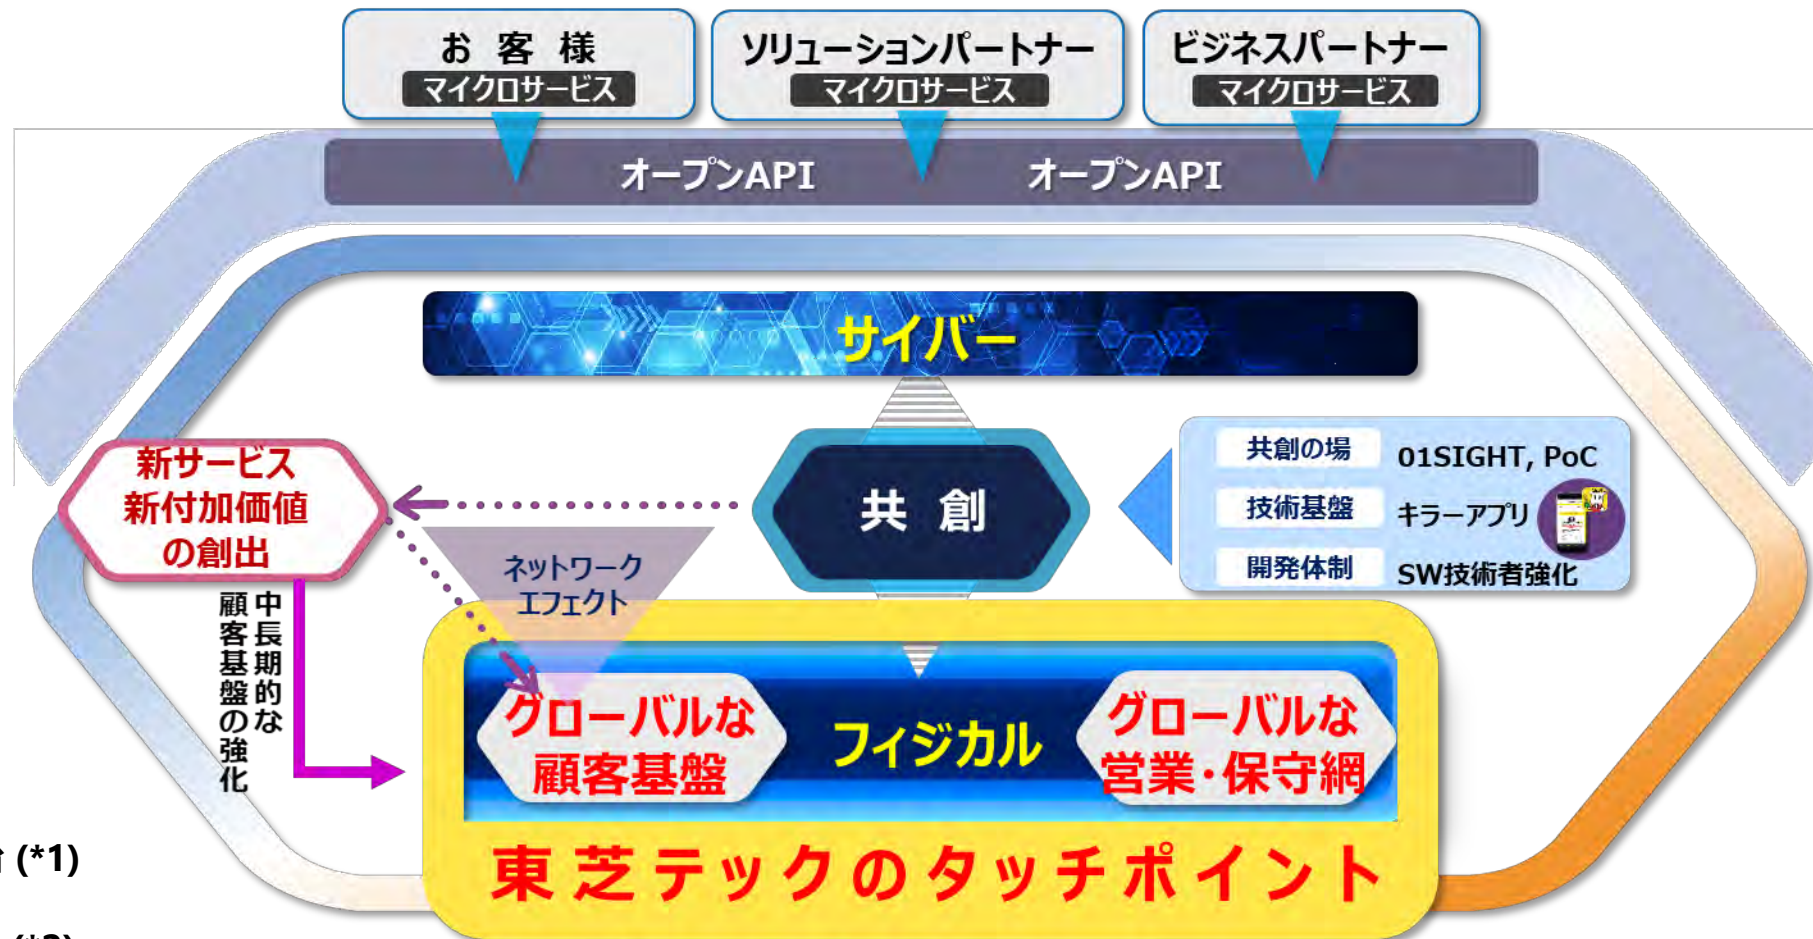 お客様
マイクロサービス
ソリューションパートナー
マイクロサービス
ビジネスパートナー
マイクロサービス
オープンAPI
オープンAPI
サイバー
新サービス
新付加価値
の創出
共創
共創の場
01SIGHT, PoC
技術基盤
キラーアプリ
開発体制
SW技術者強化
ネットワーク
エフェクト
中長期的な
顧客基盤の強化
グローバルな
顧客基盤
フィジカル
グローバルな
営業・保守網
東芝テックのタッチポイント
(*1)